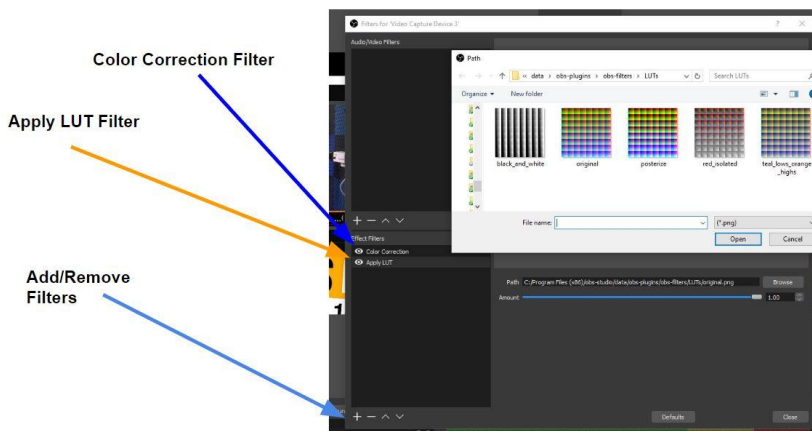 Filters for 'Video Capture Device 3'
Color Correction Filter
Audio/Video Filters
Path
data › obs-plugins › obs-filters › LUTs
Search LUTs
Organize
New folder
Apply LUT Filter
black_and_white
original
posterize
red_isolated
teal_lows_orange
_highs
File name:
(*.png)
Open
Cancel
Effect Filters
Color Correction
Apply LUT
Add/Remove
Filters
Path
C:/Program Files (x86)/obs-studio/data/obs-plugins/obs-filters/LUTs/original.png
Browse
Amount
1.00
1
Defaults
Close